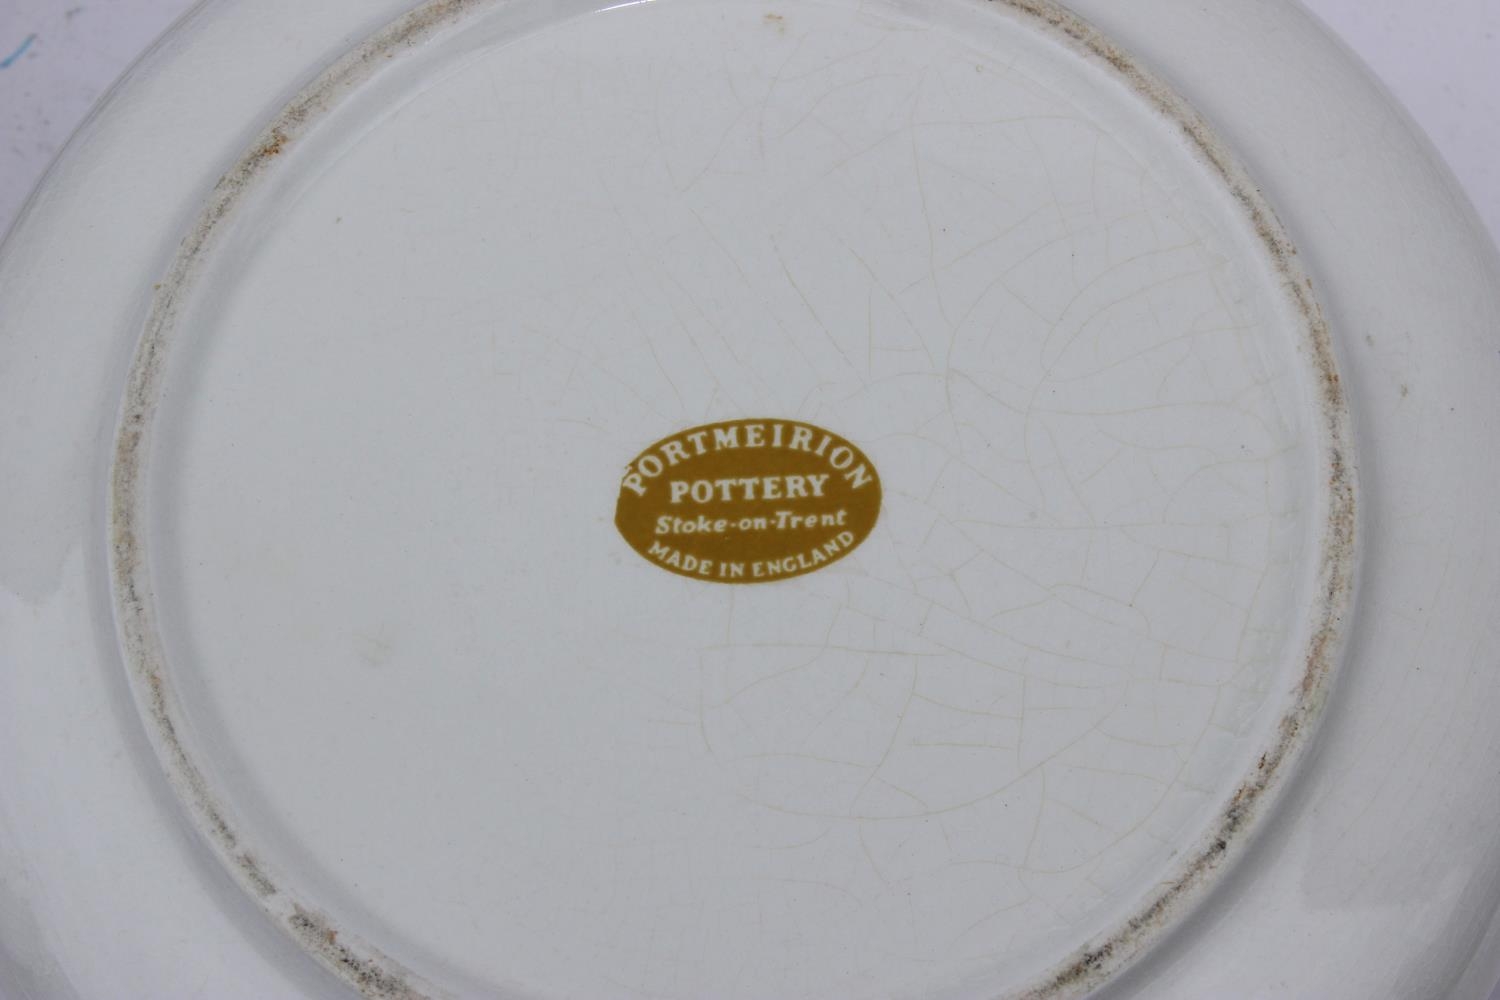 PORTMEIRION
POTTERY
Stoke-on-Trent
MADE IN ENGLAND